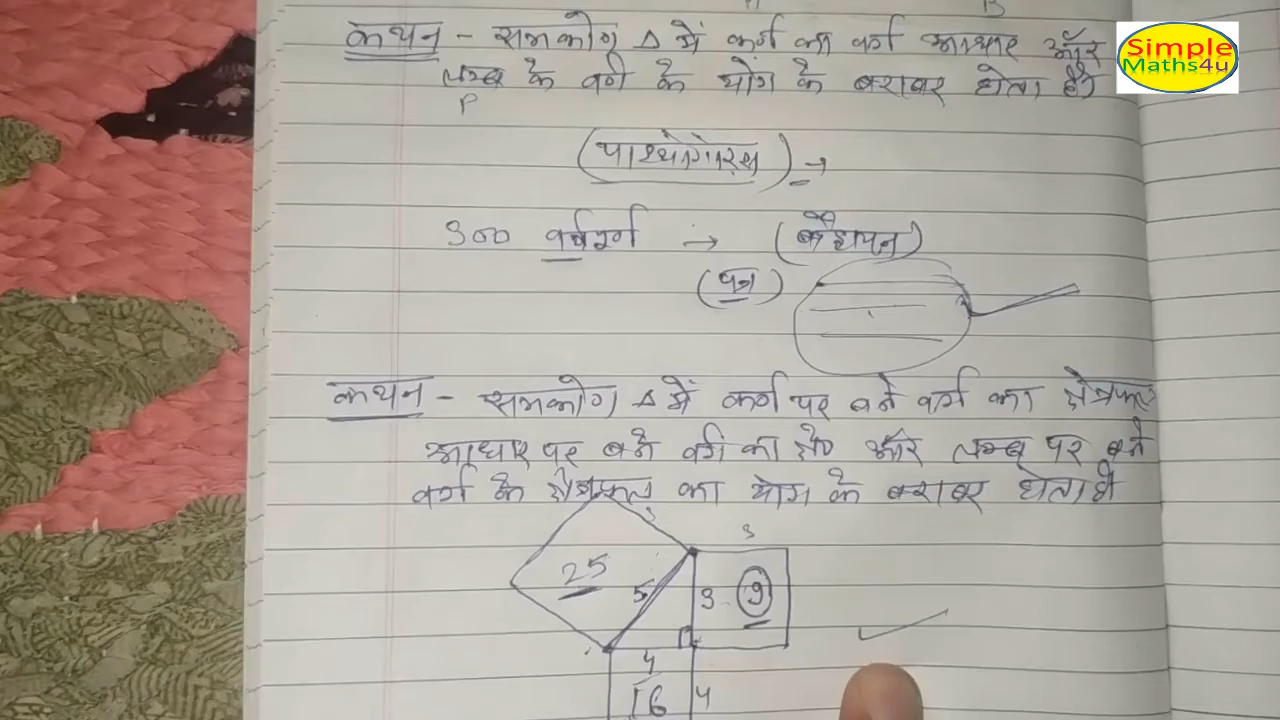 B
Simple
Maths4u
कथन - समकोण △ में कर्ण का वर्ग आधार और
लम्ब के वर्ग के योग के बराबर होता है।
P
(पाइथोगोरस) →
300 वर्षपूर्व → (बौधायन)
कथन - समकोण △ में कर्ण पर बने वर्ग का क्षेत्रफल
आधार पर बने वर्ग का क्षे० और लम्ब पर बने
वर्ग के क्षेत्रफल का योग के बराबर होता है
3
25 5 3 9
4
16 4